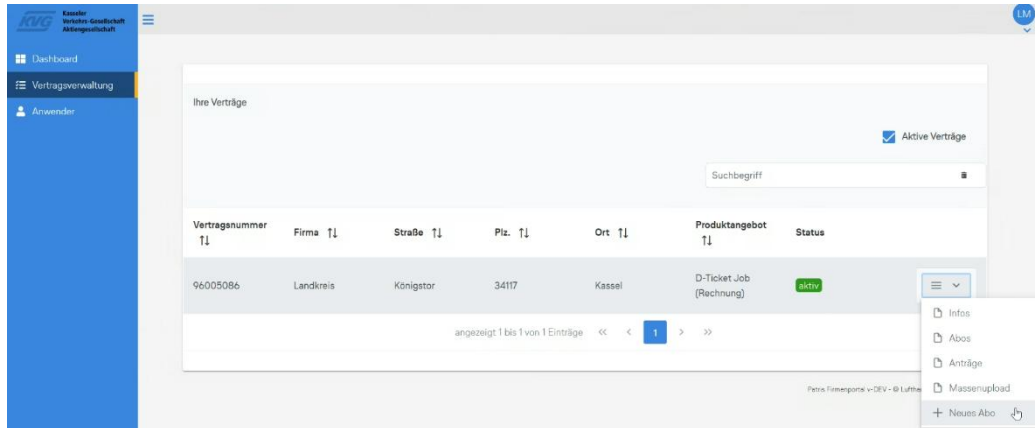 KVG
Kasseler
Verkehrs-Gesellschaft
Aktiengesellschaft
LM
Dashboard
Vertragsverwaltung
Anwender
Ihre Verträge
Aktive Verträge
Suchbegriff
Vertragsnummer Firma Straße Plz. Ort Produktangebot Status
96005086 Landkreis Königstor 34117 Kassel D-Ticket Job (Rechnung) aktiv
angezeigt 1 bis 1 von 1 Einträge << < 1 > >>
Infos
Abos
Anträge
Massenupload
Neues Abo
Firmenportal v-DEV - ©